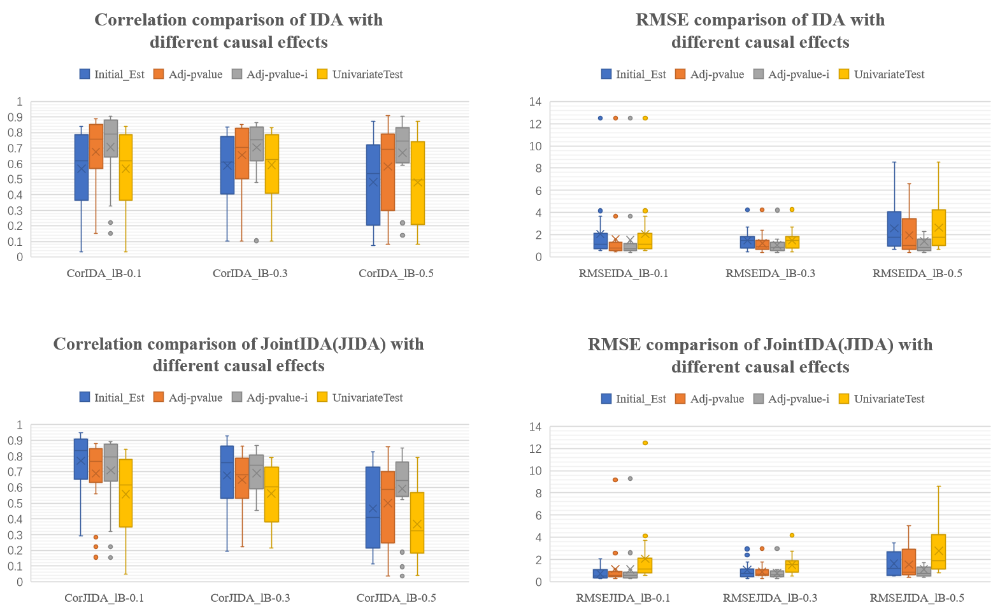 Correlation comparison of IDA with
different causal effects
Initial_Est Adj-pvalue Adj-pvalue-i UnivariateTest
1
0.9
0.8
0.7
0.6
0.5
0.4
0.3
0.2
0.1
0
CorIDA_lB-0.1 CorIDA_lB-0.3 CorIDA_lB-0.5
RMSE comparison of IDA with
different causal effects
Initial_Est Adj-pvalue Adj-pvalue-i UnivariateTest
14
12
10
8
6
4
2
0
RMSEIDA_lB-0.1 RMSEIDA_lB-0.3 RMSEIDA_lB-0.5
Correlation comparison of JointIDA(JIDA) with
different causal effects
Initial_Est Adj-pvalue Adj-pvalue-i UnivariateTest
1
0.9
0.8
0.7
0.6
0.5
0.4
0.3
0.2
0.1
0
CorJIDA_lB-0.1 CorJIDA_lB-0.3 CorJIDA_lB-0.5
RMSE comparison of JointIDA(JIDA) with
different causal effects
Initial_Est Adj-pvalue Adj-pvalue-i UnivariateTest
14
12
10
8
6
4
2
0
RMSEJIDA_lB-0.1 RMSEJIDA_lB-0.3 RMSEJIDA_lB-0.5